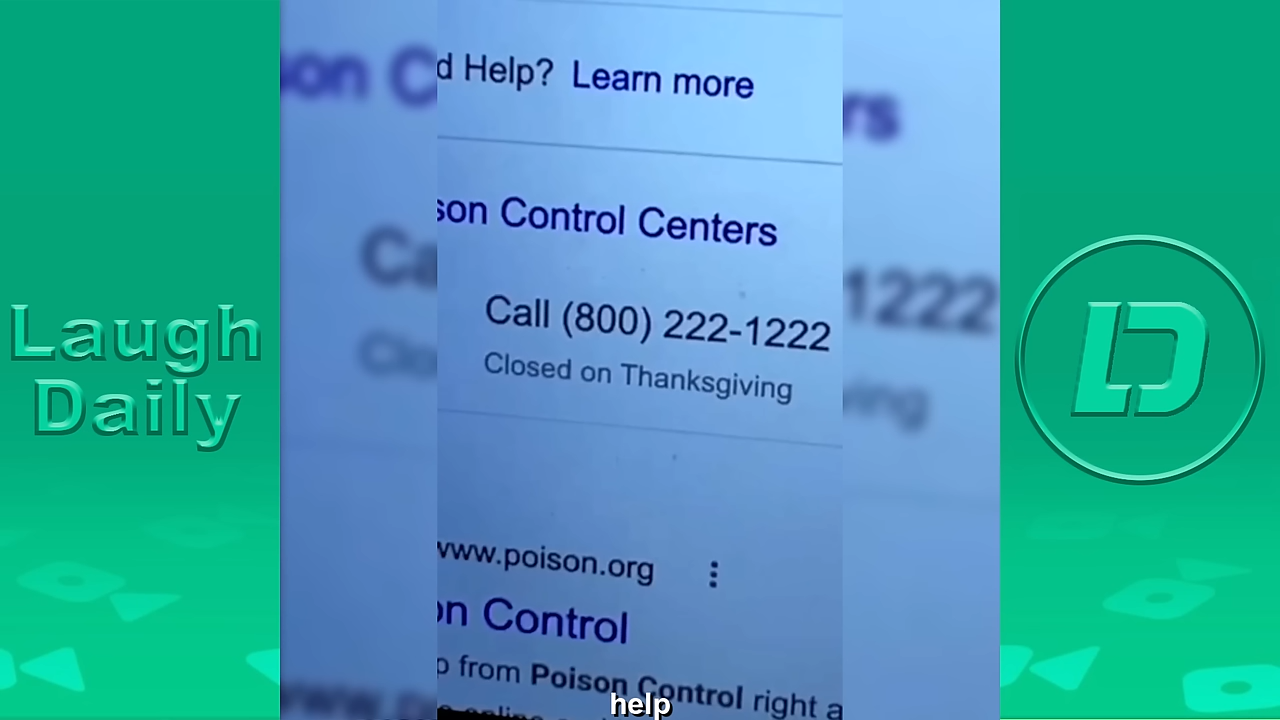 Laugh
Daily
d Help? Learn more
son Control Centers
Call (800) 222-1222
Closed on Thanksgiving
www.poison.org
on Control
from Poison Control right
help
LD